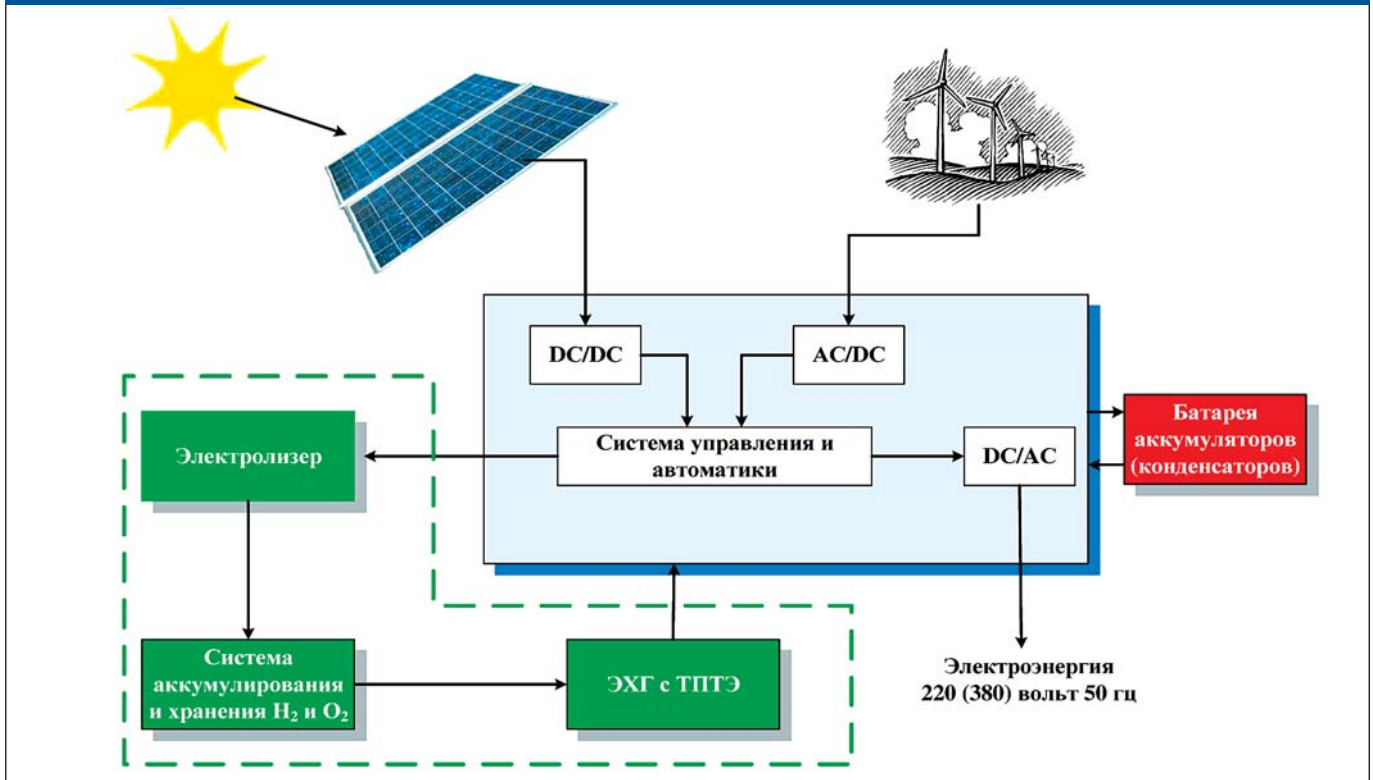 DC/DC
AC/DC
Система управления и
автоматики
DC/AC
Батарея
аккумуляторов
(конденсаторов)
Электролизер
Система
аккумулирования
и хранения H₂ и O₂
ЭХГ с ТПТЭ
Электроэнергия
220 (380) вольт 50 гц